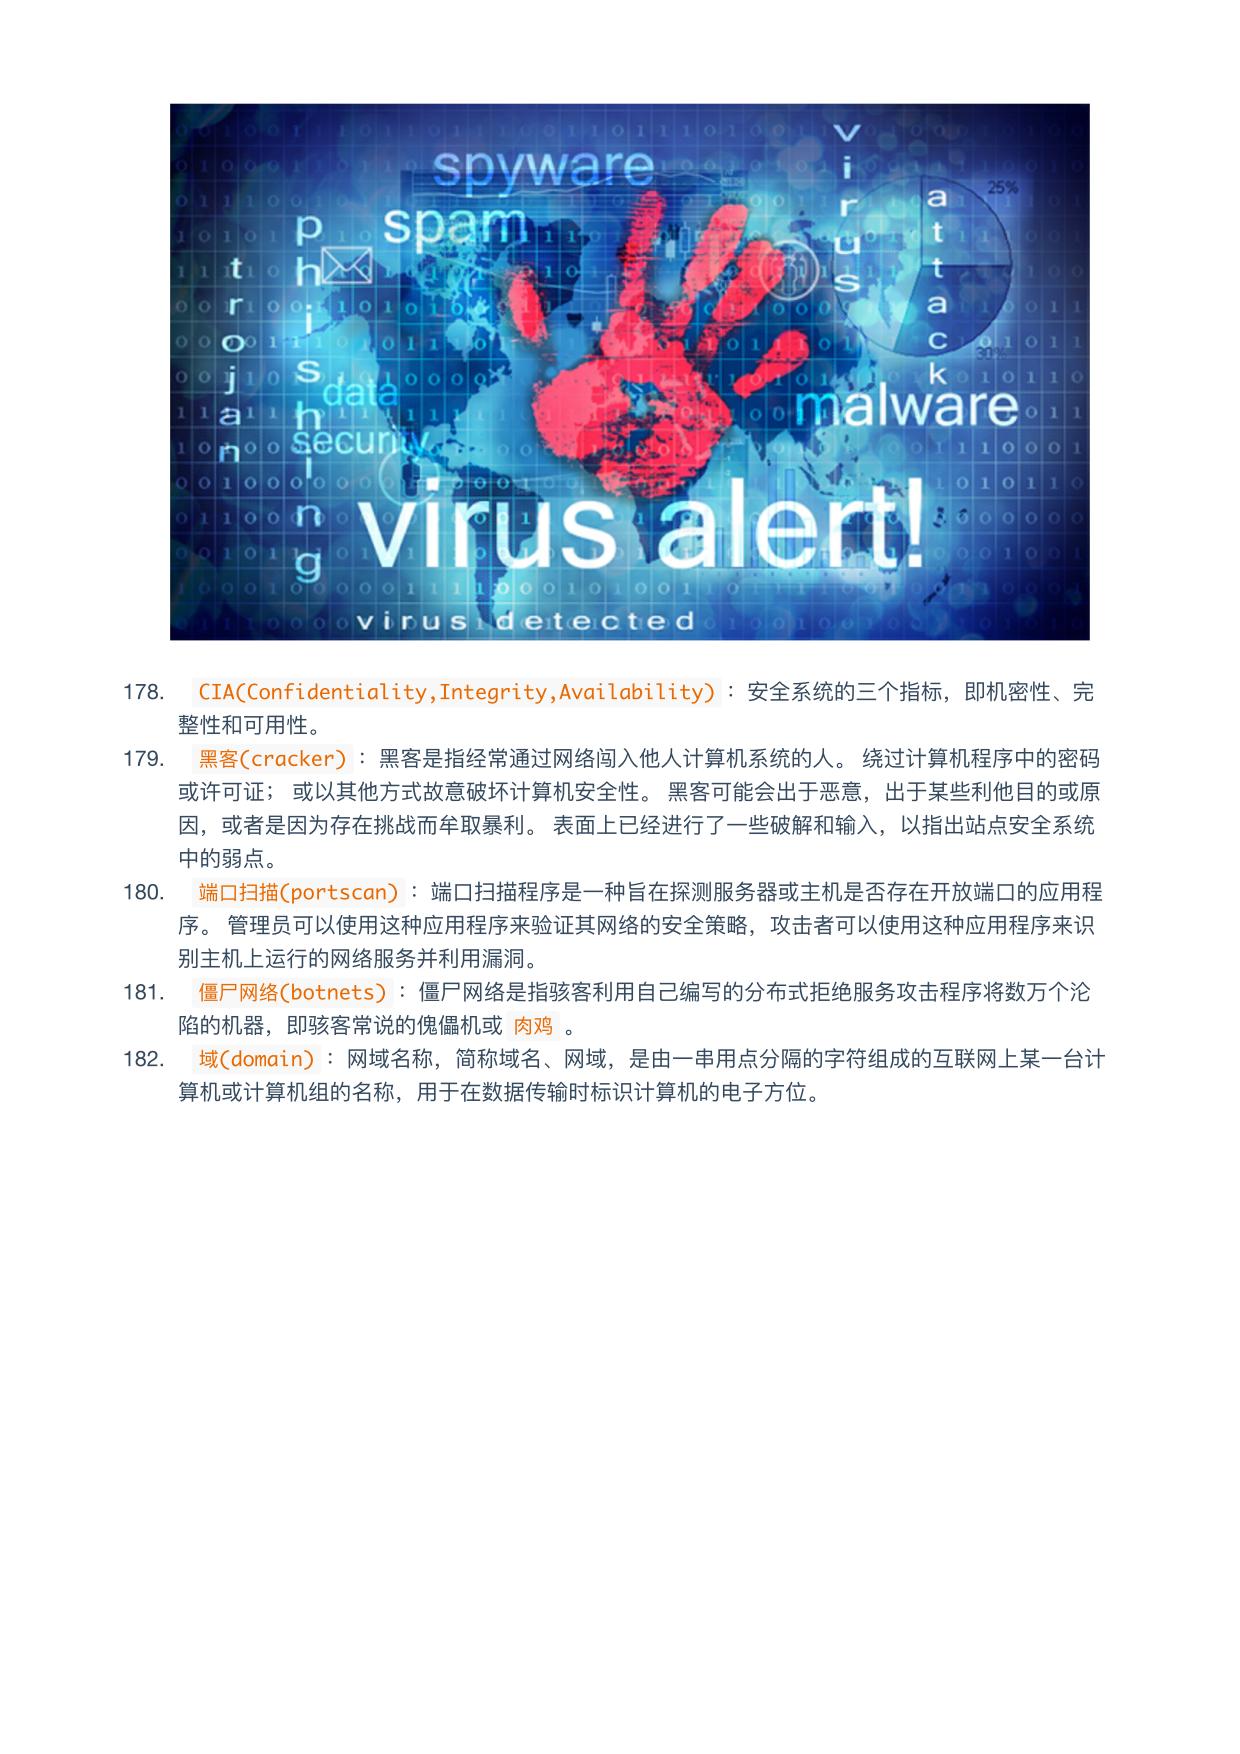 spyware
spam
virus
attack
25%
30%
trojan
phishing
data
security
malware
virus alert!
virus detected
178. CIA(Confidentiality,Integrity,Availability) : 安全系统的三个指标，即机密性、完
整性和可用性。
179. 黑客(cracker) : 黑客是指经常通过网络闯入他人计算机系统的人。 绕过计算机程序中的密码
或许可证； 或以其他方式故意破坏计算机安全性。 黑客可能会出于恶意，出于某些利他目的或原
因，或者是因为存在挑战而牟取暴利。 表面上已经进行了一些破解和输入，以指出站点安全系统
中的弱点。
180. 端口扫描(portscan) : 端口扫描程序是一种旨在探测服务器或主机是否存在开放端口的应用程
序。 管理员可以使用这种应用程序来验证其网络的安全策略，攻击者可以使用这种应用程序来识
别主机上运行的网络服务并利用漏洞。
181. 僵尸网络(botnets) : 僵尸网络是指骇客利用自己编写的分布式拒绝服务攻击程序将数万个沦
陷的机器，即骇客常说的傀儡机或 肉鸡 。
182. 域(domain) : 网域名称，简称域名、网域，是由一串用点分隔的字符组成的互联网上某一台计
算机或计算机组的名称，用于在数据传输时标识计算机的电子方位。